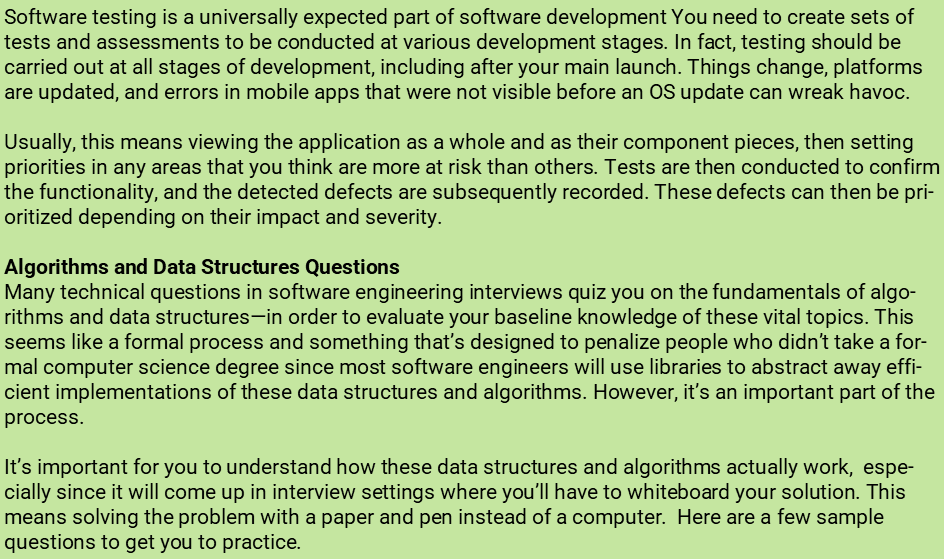 Software testing is a universally expected part of software development You need to create sets of
tests and assessments to be conducted at various development stages. In fact, testing should be
carried out at all stages of development, including after your main launch. Things change, platforms
are updated, and errors in mobile apps that were not visible before an OS update can wreak havoc.
Usually, this means viewing the application as a whole and as their component pieces, then setting
priorities in any areas that you think are more at risk than others. Tests are then conducted to confirm
the functionality, and the detected defects are subsequently recorded. These defects can then be pri-
oritized depending on their impact and severity.
Algorithms and Data Structures Questions
Many technical questions in software engineering interviews quiz you on the fundamentals of algo-
rithms and data structures—in order to evaluate your baseline knowledge of these vital topics. This
seems like a formal process and something that's designed to penalize people who didn't take a for-
mal computer science degree since most software engineers will use libraries to abstract away effi-
cient implementations of these data structures and algorithms. However, it's an important part of the
process.
It's important for you to understand how these data structures and algorithms actually work,  espe-
cially since it will come up in interview settings where you'll have to whiteboard your solution. This
means solving the problem with a paper and pen instead of a computer.  Here are a few sample
questions to get you to practice.